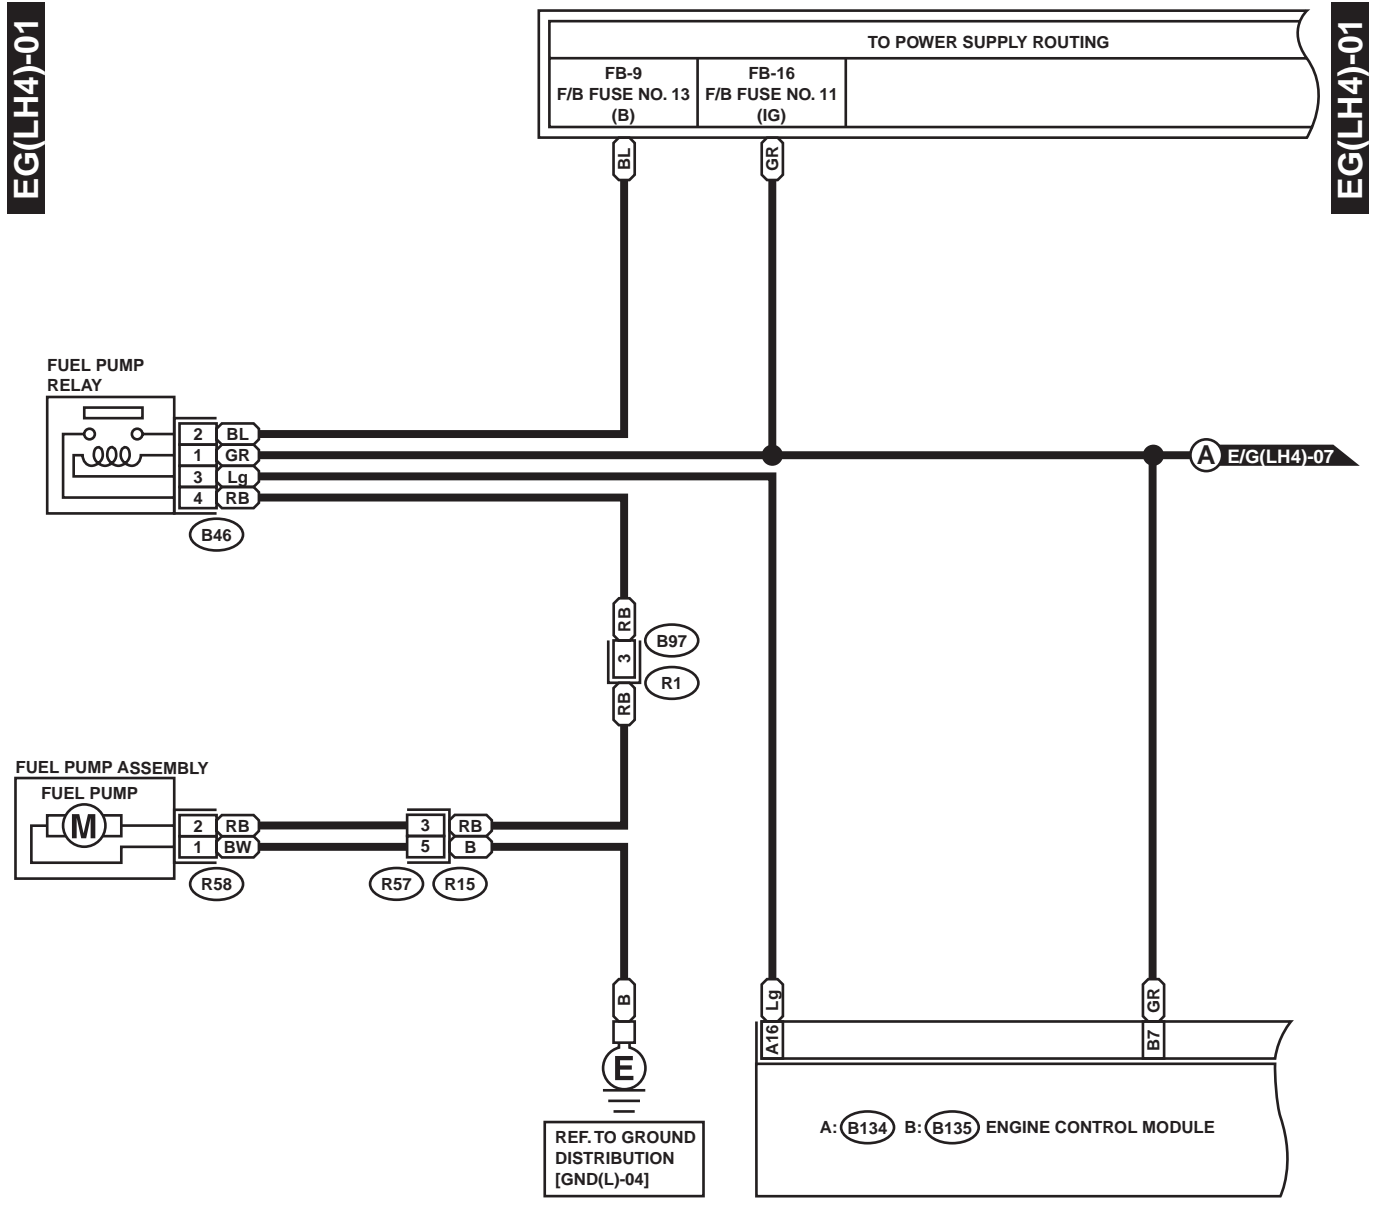 EG(LH4)-01
EG(LH4)-01
TO POWER SUPPLY ROUTING
FB-9
F/B FUSE NO. 13
(B)
FB-16
F/B FUSE NO. 11
(IG)
BL
GR
FUEL PUMP
RELAY
2 BL
1 GR
3 Lg
4 RB
B46
A E/G(LH4)-07
RB
3
RB
B97
R1
FUEL PUMP ASSEMBLY
FUEL PUMP
M
2 RB
1 BW
R58
3 RB
5 B
R57
R15
B
E
REF. TO GROUND
DISTRIBUTION
[GND(L)-04]
Lg
A16
GR
B7
A: B134 B: B135 ENGINE CONTROL MODULE